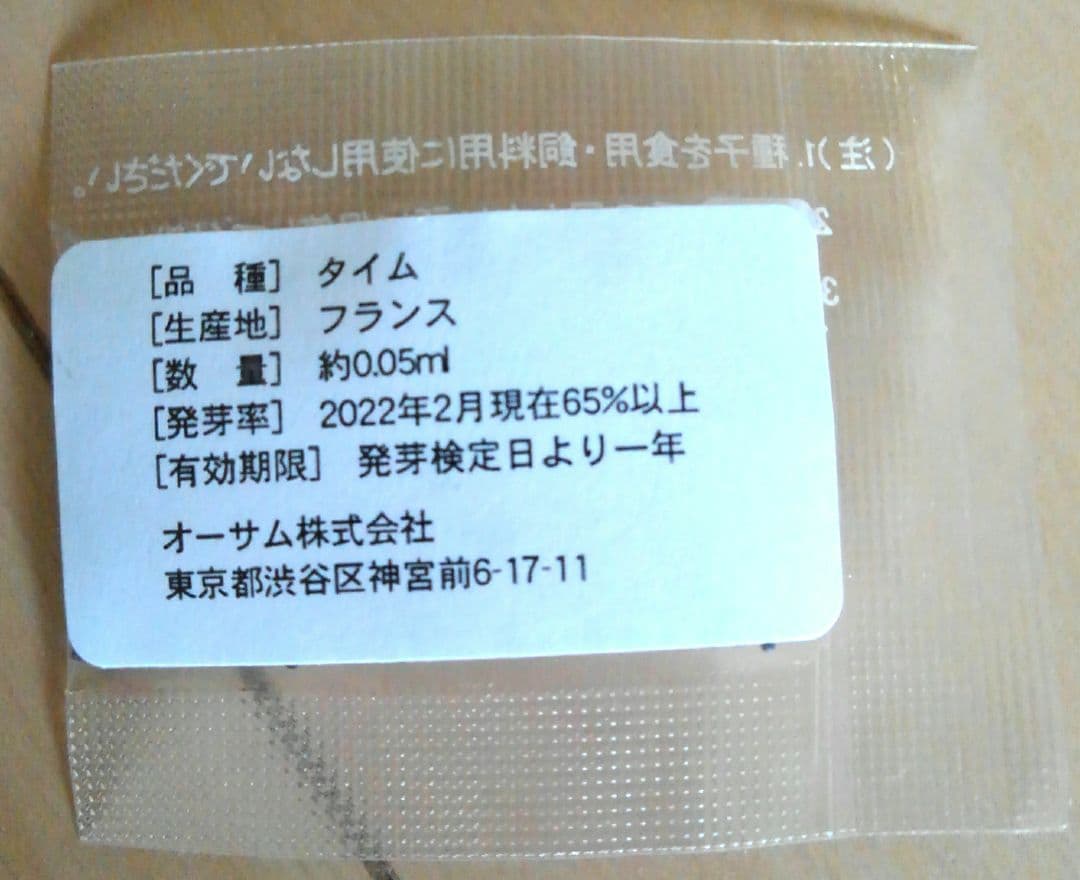 （注）1. 種子を食用・飼料用に使用しないでください。
2
3
［品　種］　タイム
［生産地］　フランス
［数　量］　約0.05ml
［発芽率］　2022年2月現在65%以上
［有効期限］　発芽検定日より一年
オーサム株式会社
東京都渋谷区神宮前6-17-11